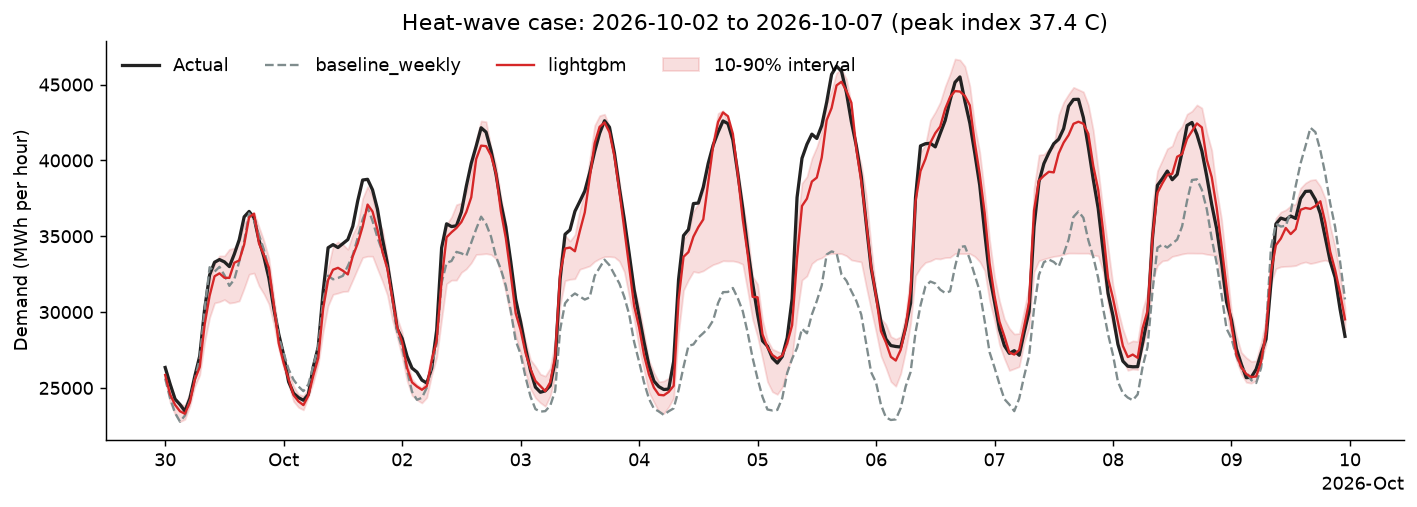 Heat-wave case: 2026-10-02 to 2026-10-07 (peak index 37.4 C)
Actual
baseline_weekly
lightgbm
10-90% interval
Demand (MWh per hour)
45000
40000
35000
30000
25000
30 Oct 02 03 04 05 06 07 08 09 10
2026-Oct